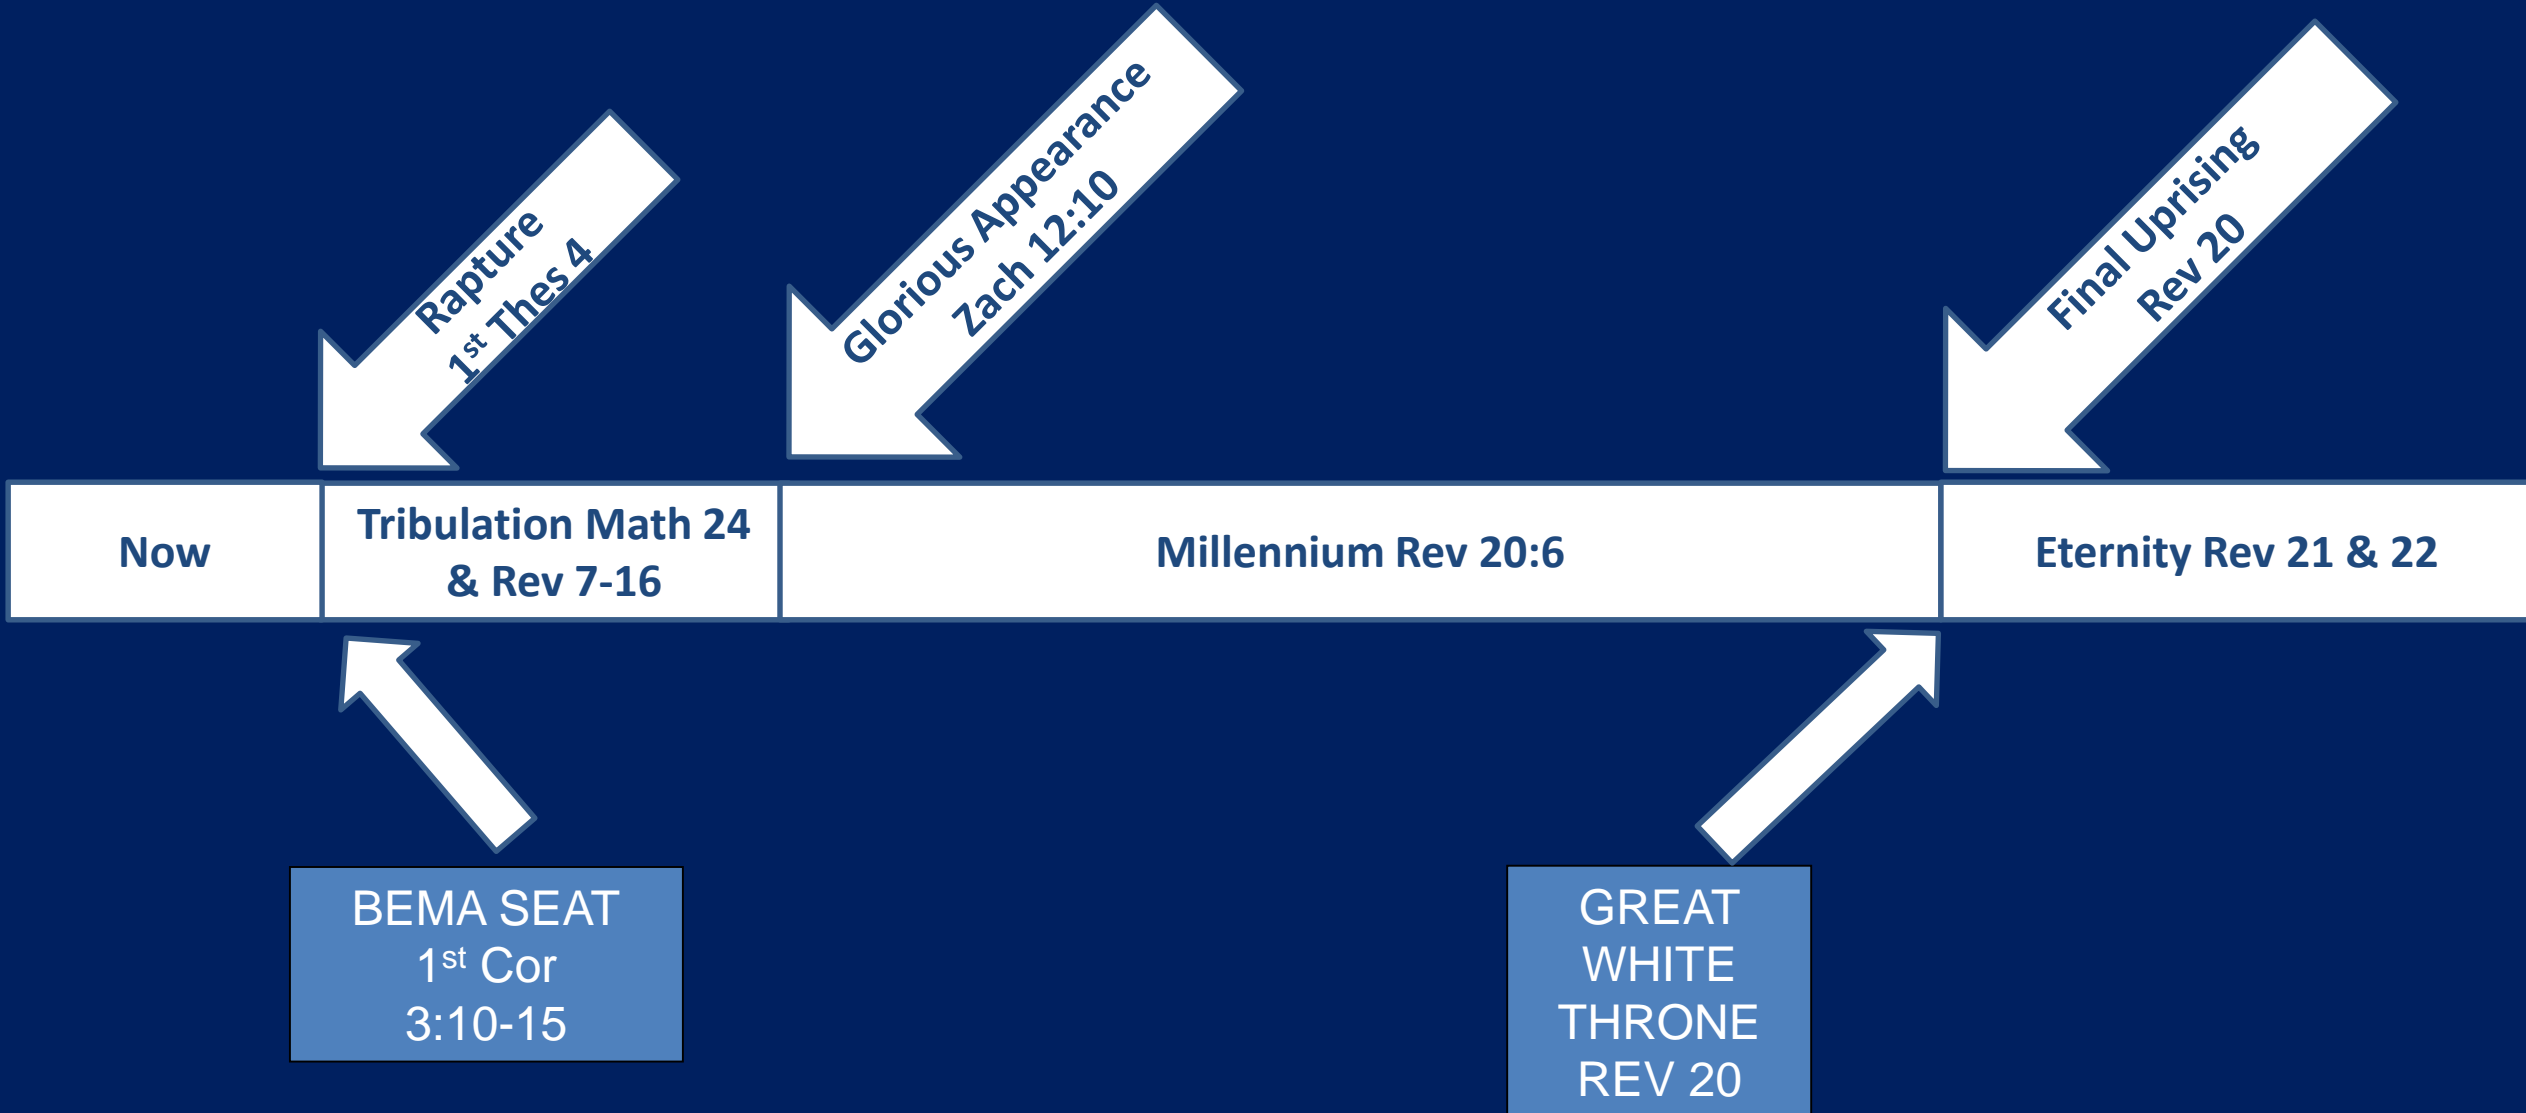 Rapture
1st Thes 4
Glorious Appearance
Zach 12:10
Final Uprising
Rev 20
Now
Tribulation Math 24
& Rev 7-16
Millennium Rev 20:6
Eternity Rev 21 & 22
BEMA SEAT
1st Cor
3:10-15
GREAT
WHITE
THRONE
REV 20